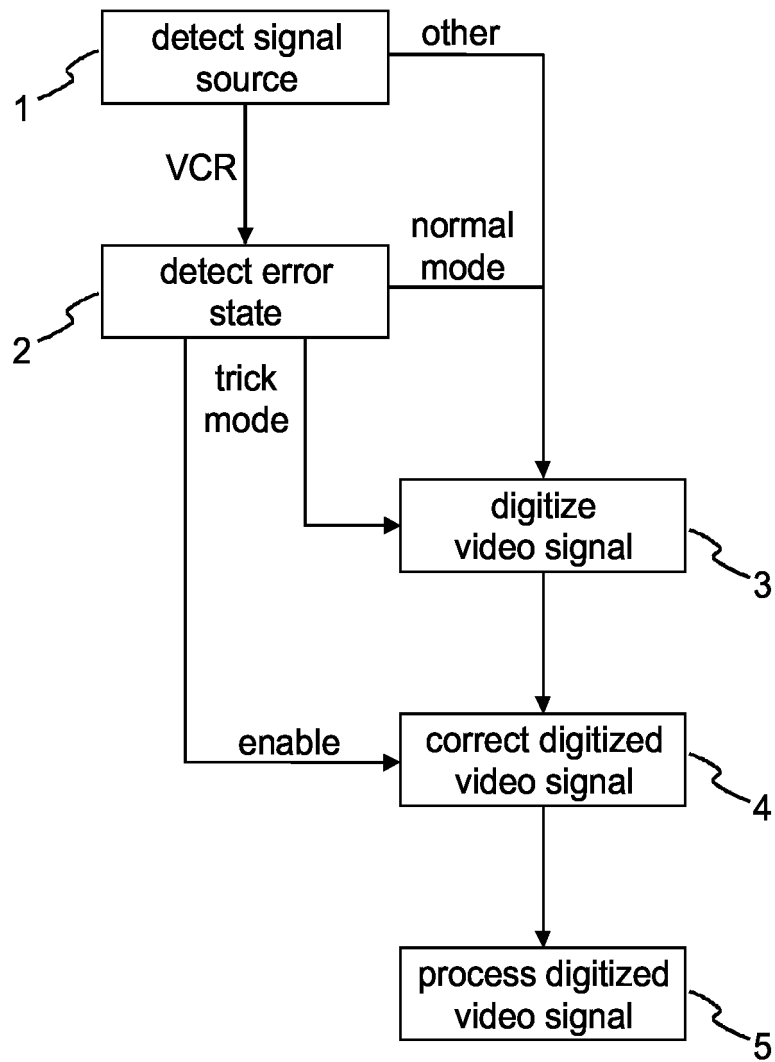 detect signal
source
other
1
VCR
normal
mode
detect error
state
2
trick
mode
digitize
video signal
3
enable
correct digitized
video signal
4
process digitized
video signal
5